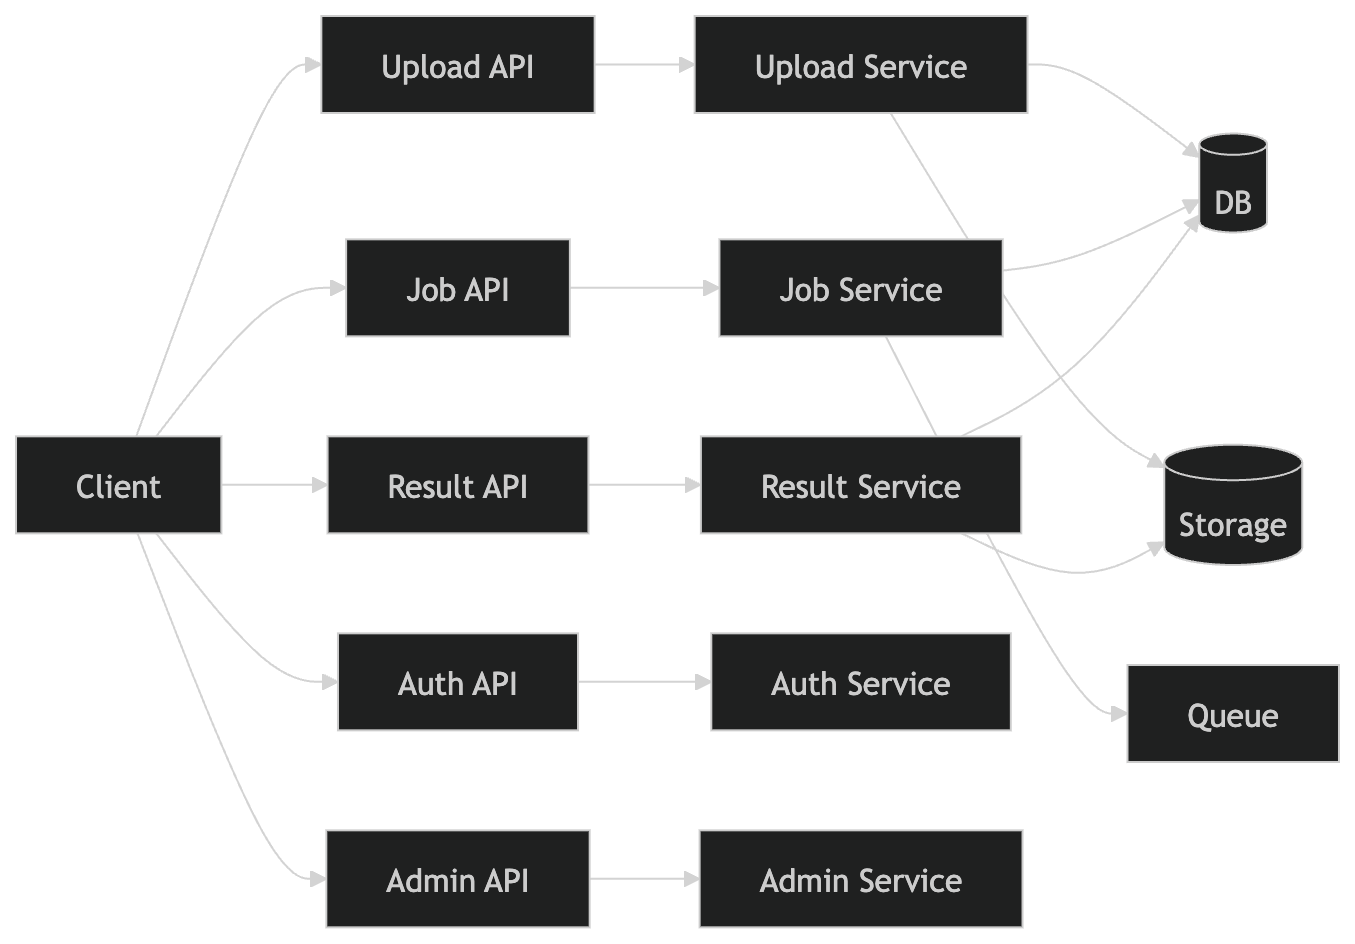 Upload API
Upload Service
DB
Job API
Job Service
Client
Result API
Result Service
Storage
Auth API
Auth Service
Queue
Admin API
Admin Service